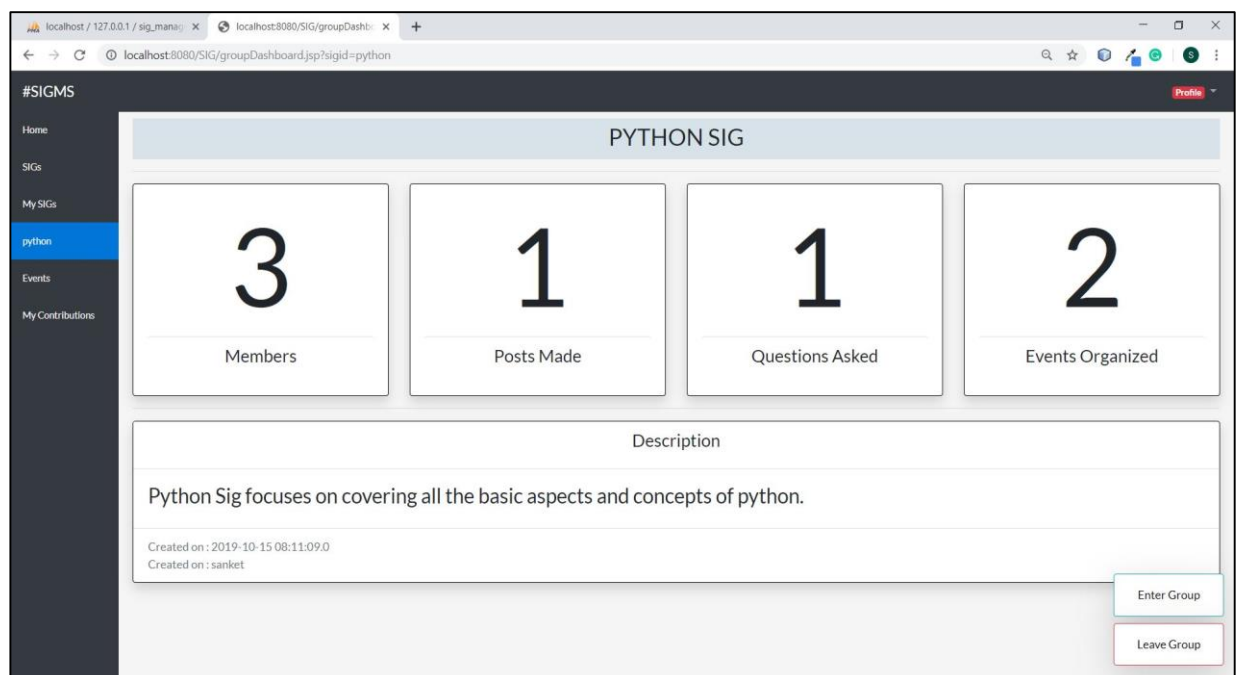 localhost / 127.0.0.1 / sig_manag
localhost:8080/SIG/groupDashbo
localhost:8080/SIG/groupDashboard.jsp?sigid=python
S
#SIGMS
Profile
Home
SIGs
My SIGs
python
Events
My Contributions
PYTHON SIG
3
Members
1
Posts Made
1
Questions Asked
2
Events Organized
Description
Python Sig focuses on covering all the basic aspects and concepts of python.
Created on : 2019-10-15 08:11:09.0
Created on : sanket
Enter Group
Leave Group